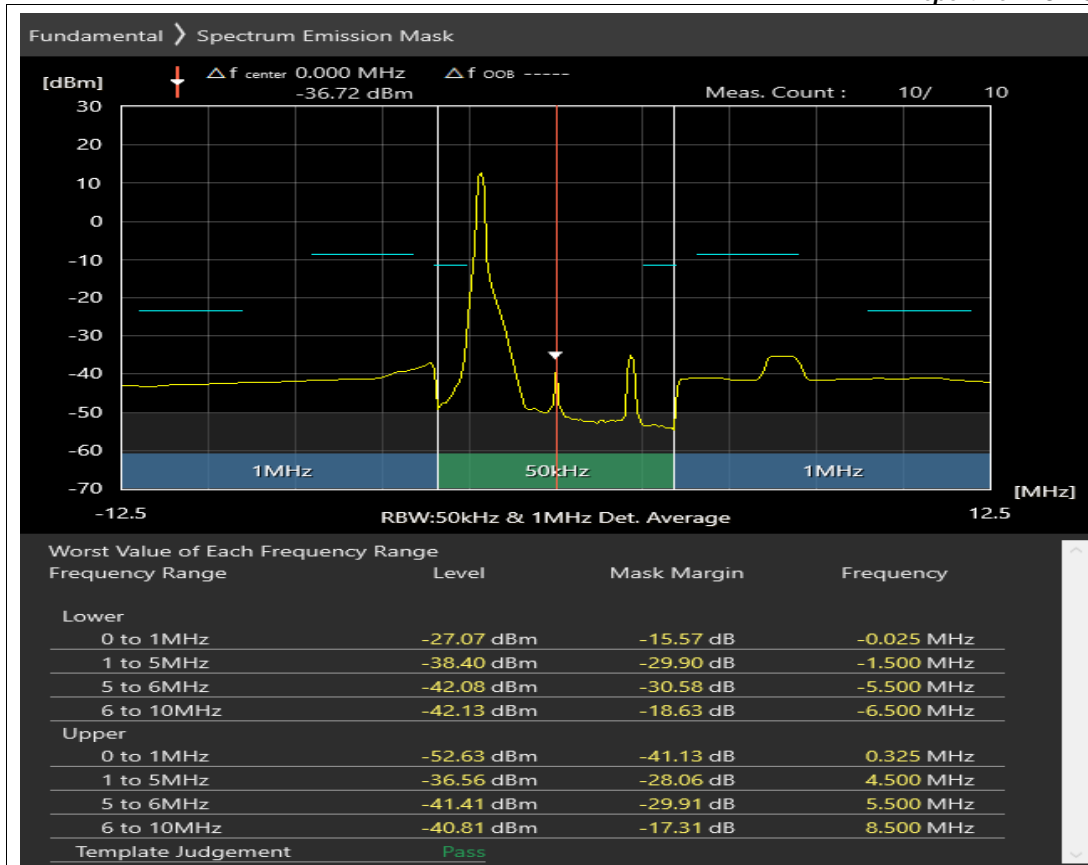 Fundamental ❯ Spectrum Emission Mask
[dBm] △ f center 0.000 MHz △ f OOB -----
-36.72 dBm Meas. Count : 10/ 10
30
20
10
0
-10
-20
-30
-40
-50
-60
1MHz 50kHz 1MHz
-70
[MHz]
-12.5 RBW:50kHz & 1MHz Det. Average 12.5
Worst Value of Each Frequency Range
Frequency Range Level Mask Margin Frequency
Lower
0 to 1MHz -27.07 dBm -15.57 dB -0.025 MHz
1 to 5MHz -38.40 dBm -29.90 dB -1.500 MHz
5 to 6MHz -42.08 dBm -30.58 dB -5.500 MHz
6 to 10MHz -42.13 dBm -18.63 dB -6.500 MHz
Upper
0 to 1MHz -52.63 dBm -41.13 dB 0.325 MHz
1 to 5MHz -36.56 dBm -28.06 dB 4.500 MHz
5 to 6MHz -41.41 dBm -29.91 dB 5.500 MHz
6 to 10MHz -40.81 dBm -17.31 dB 8.500 MHz
Template Judgement Pass